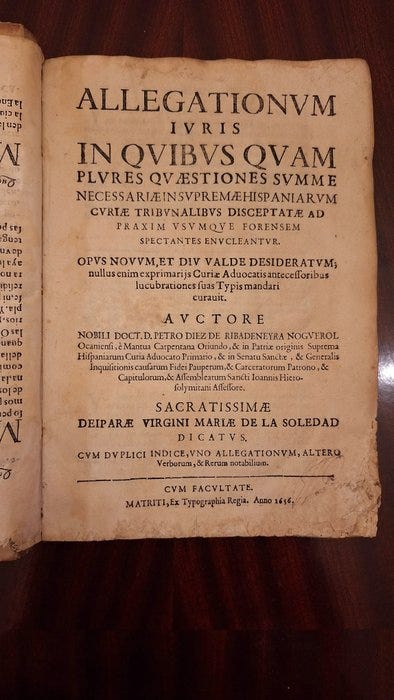 ALLEGATIONVM
IVRIS
IN QVIBVS QVAM
PLVRES QVÆSTIONES SVMME
NECESSARIÆ IN SVPREMÆ HISPANIARVM
CVRIÆ TRIBVNALIBVS DISCEPTATÆ AD
PRAXIM VSVMQVE FORENSEM
SPECTANTES ENVCLEANTVR.
OPVS NOVVM, ET DIV VALDE DESIDERATVM;
nullus enim exprimarijs Curiæ Aduocatis antecessoribus
lucubrationes suas Typis mandari
curauit.
AVCTORE
NOBILI DOCT. D. PETRO DIEZ DE RIBADENEYRA NOGVEROL
Ocaniensi, è Mantua Carpentana Oriundo, & in Patriæ originis Suprema
Hispaniarum Curia Aduocato Primario, & in Senatu Sanctæ, & Generalis
Inquisitionis causarum Fidei Pauperum, & Carceratorum Patrono, &
Capitulorum, & Assemblearum Sancti Ioannis Hiero-
solymitani Assessore.
SACRATISSIMÆ
DEIPARÆ VIRGINI MARIÆ DE LA SOLEDAD
DICATVS.
CVM DVPLICI INDICE, VNO ALLEGATIONVM, ALTERO
Verborum, & Rerum notabilium.
CVM FACVLTATE.
MATRITI, Ex Typographia Regia. Anno 1656.